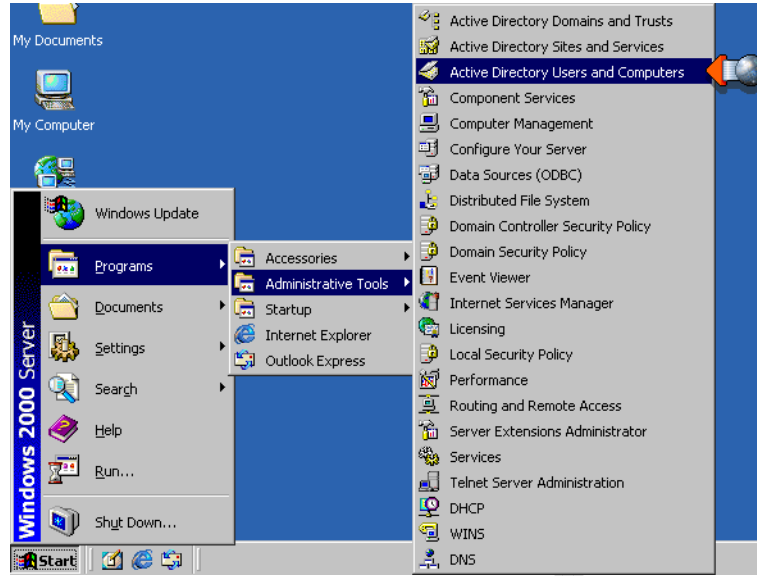 My Documents
My Computer
Windows 2000 Server
Windows Update
Programs
Documents
Settings
Search
Help
Run...
Shut Down...
Start
Accessories
Administrative Tools
Startup
Internet Explorer
Outlook Express
Active Directory Domains and Trusts
Active Directory Sites and Services
Active Directory Users and Computers
Component Services
Computer Management
Configure Your Server
Data Sources (ODBC)
Distributed File System
Domain Controller Security Policy
Domain Security Policy
Event Viewer
Internet Services Manager
Licensing
Local Security Policy
Performance
Routing and Remote Access
Server Extensions Administrator
Services
Telnet Server Administration
DHCP
WINS
DNS